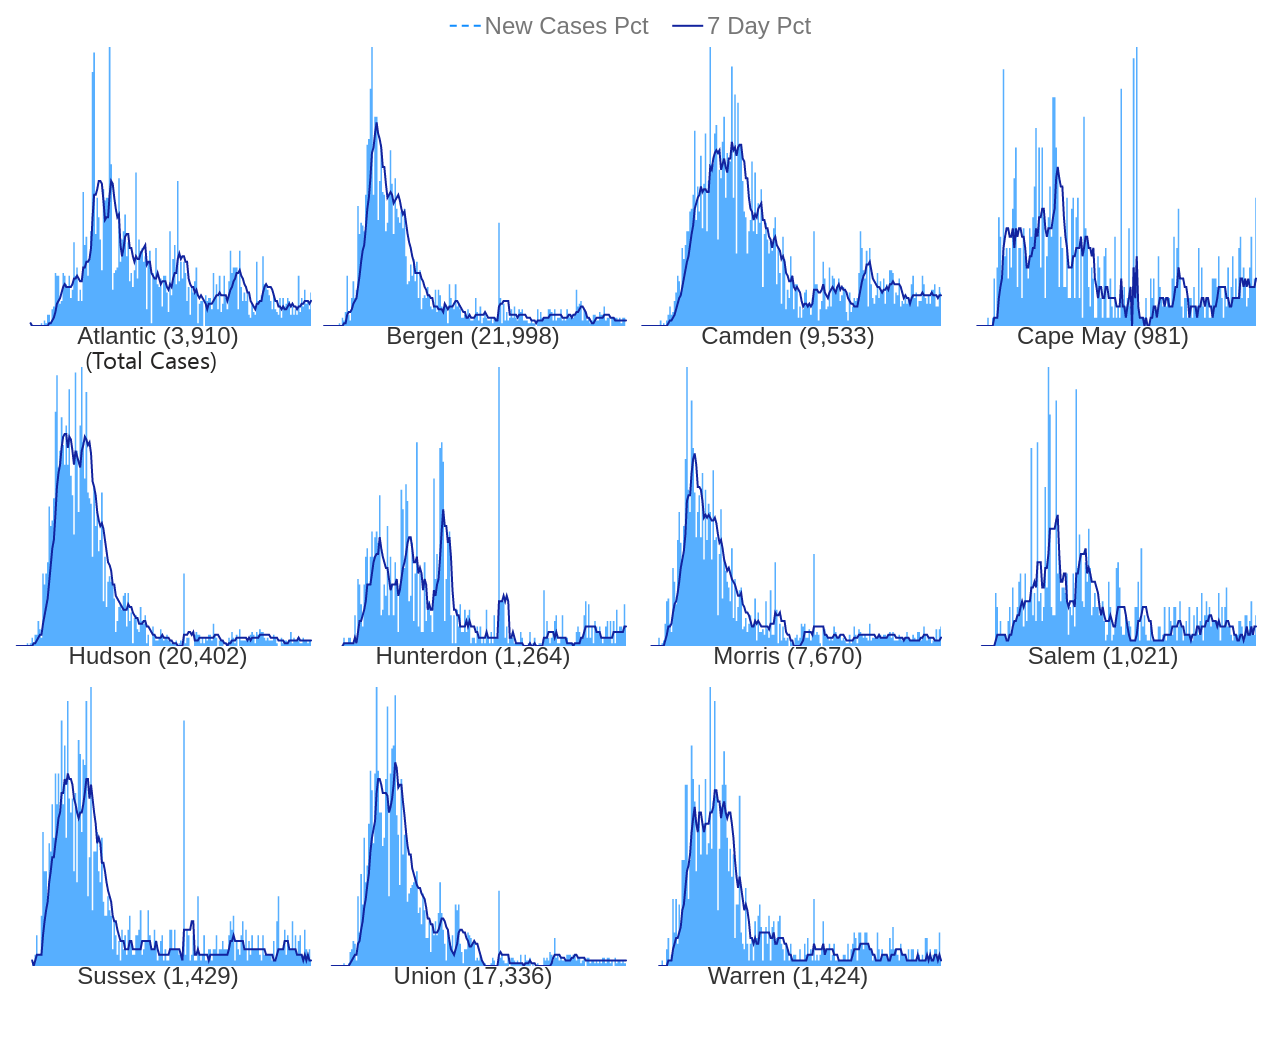 New Cases Pct 7 Day Pct
Atlantic (3,910) Bergen (21,998) Camden (9,533) Cape May (981)
(Total Cases)
Hudson (20,402) Hunterdon (1,264) Morris (7,670) Salem (1,021)
Sussex (1,429) Union (17,336) Warren (1,424)